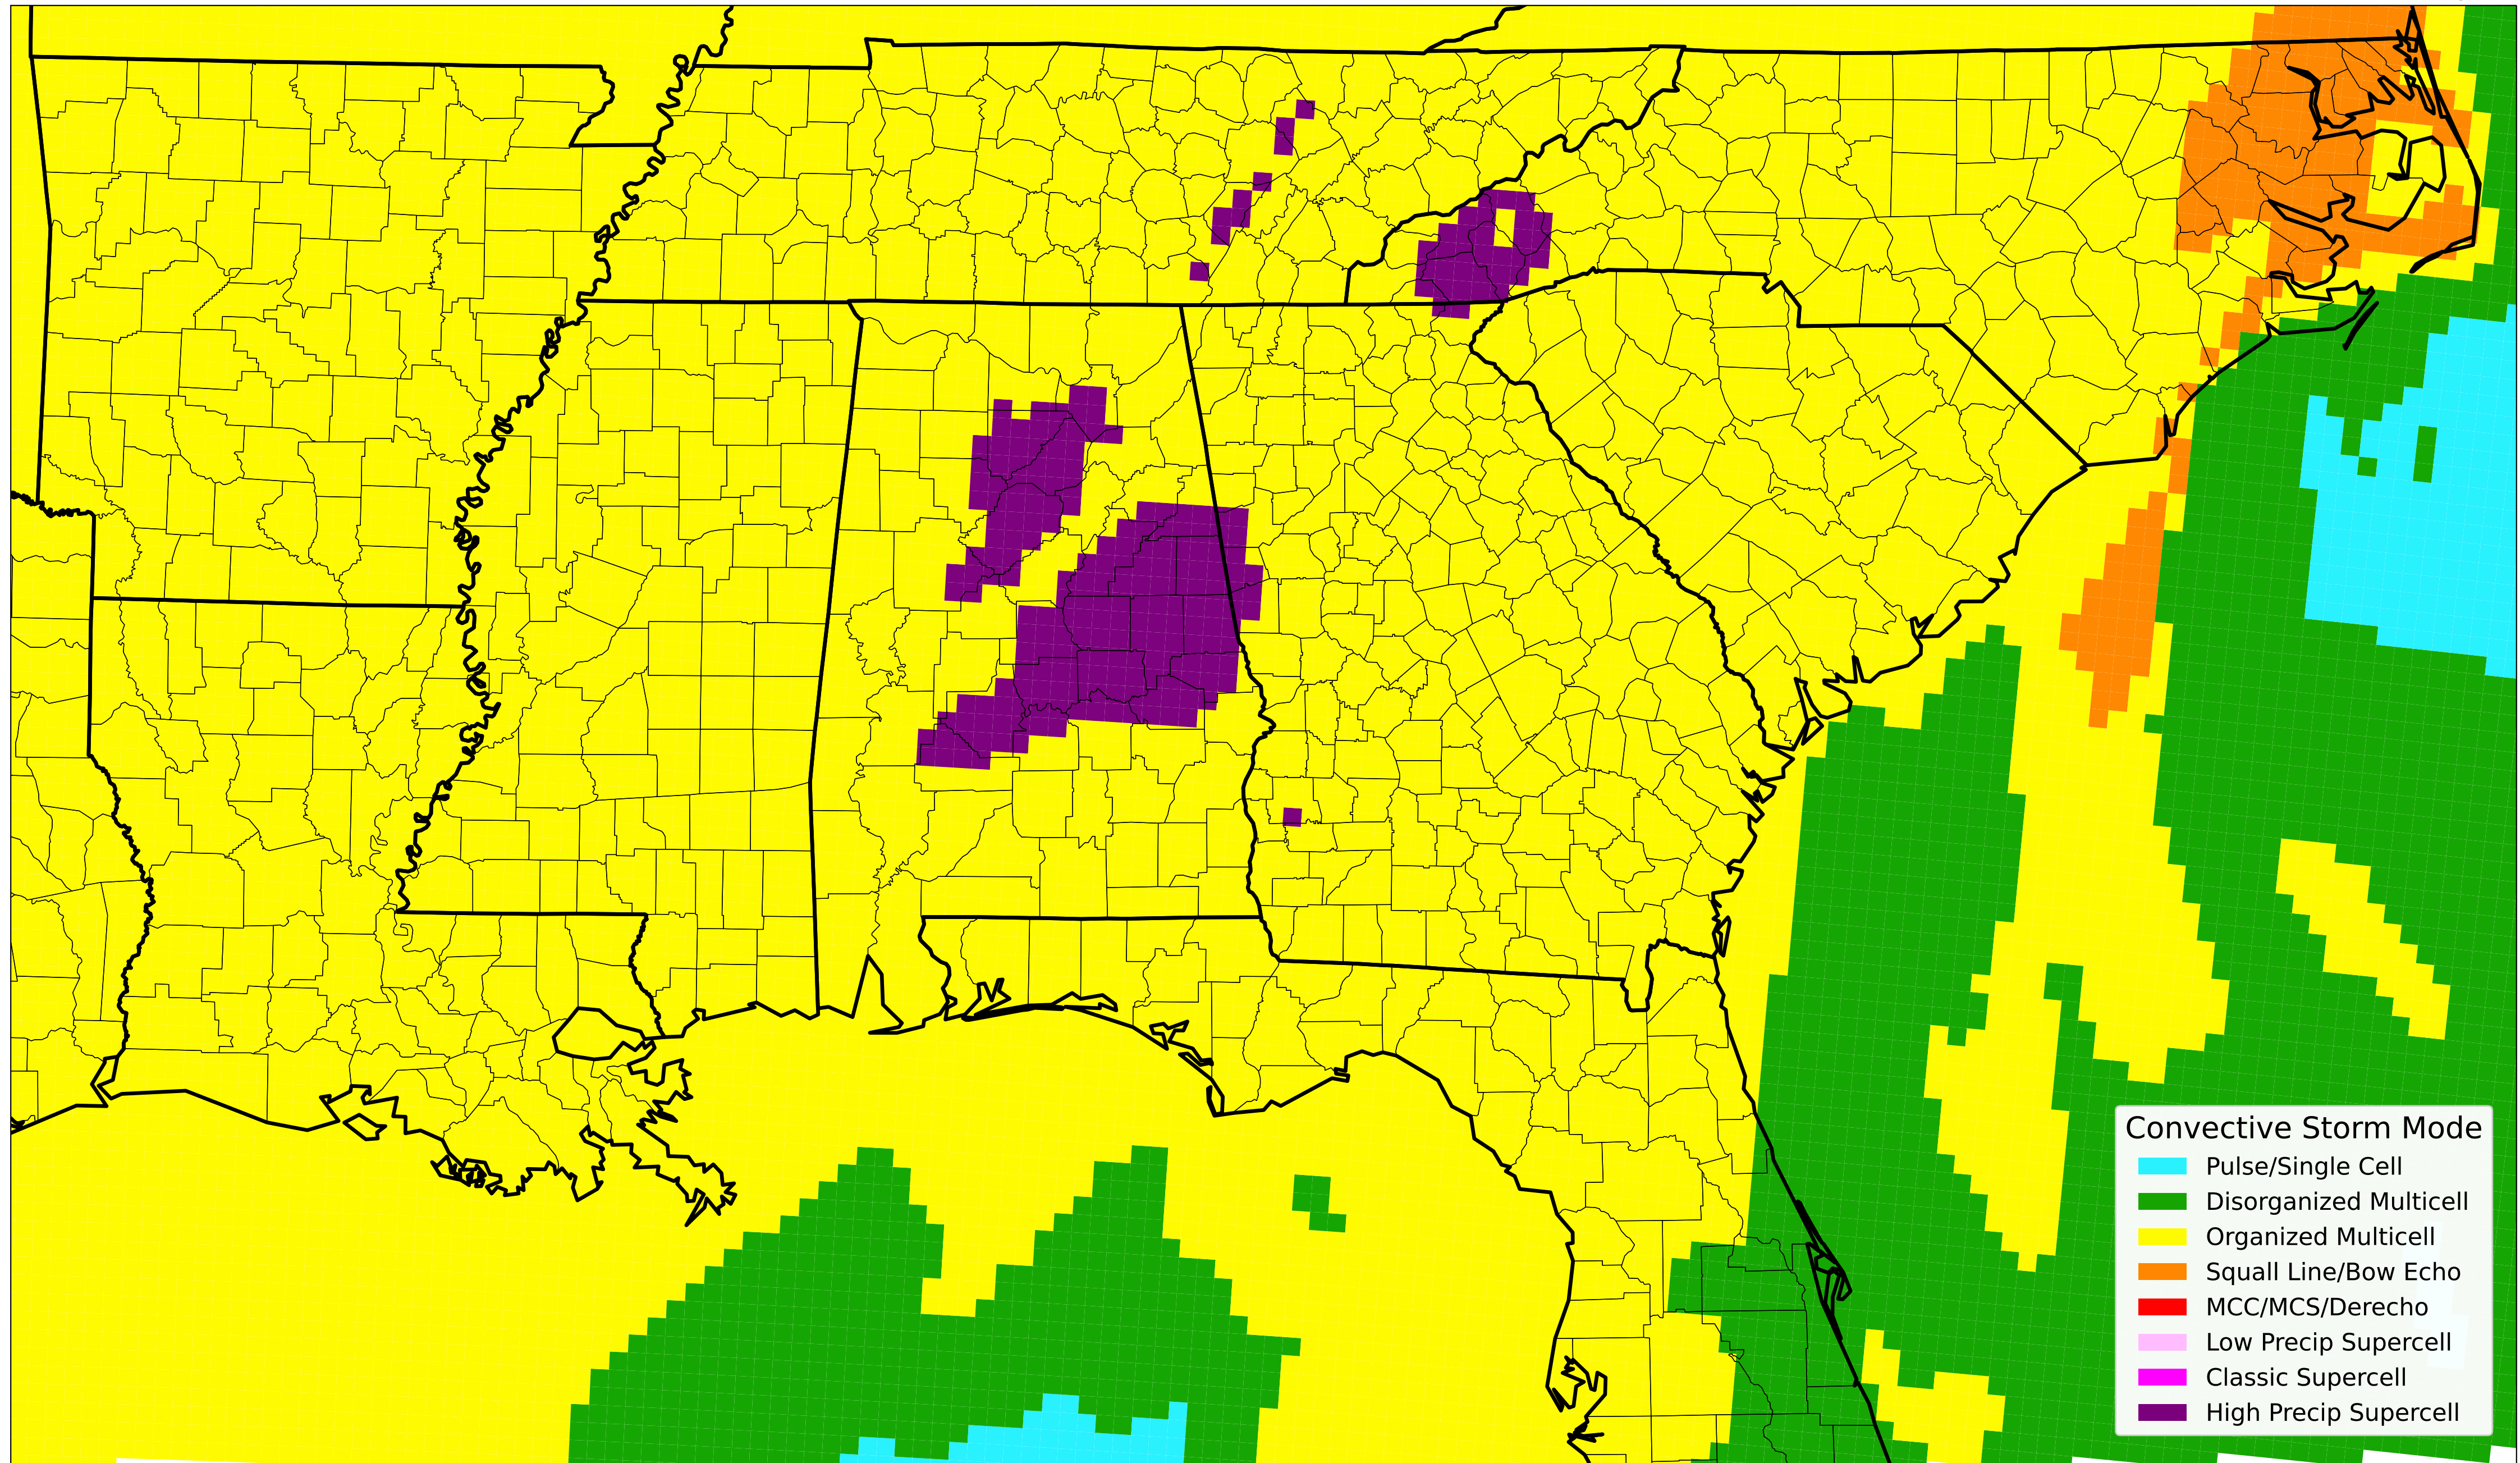 Convective Storm Mode
Pulse/Single Cell
Disorganized Multicell
Organized Multicell
Squall Line/Bow Echo
MCC/MCS/Derecho
Low Precip Supercell
Classic Supercell
High Precip Supercell